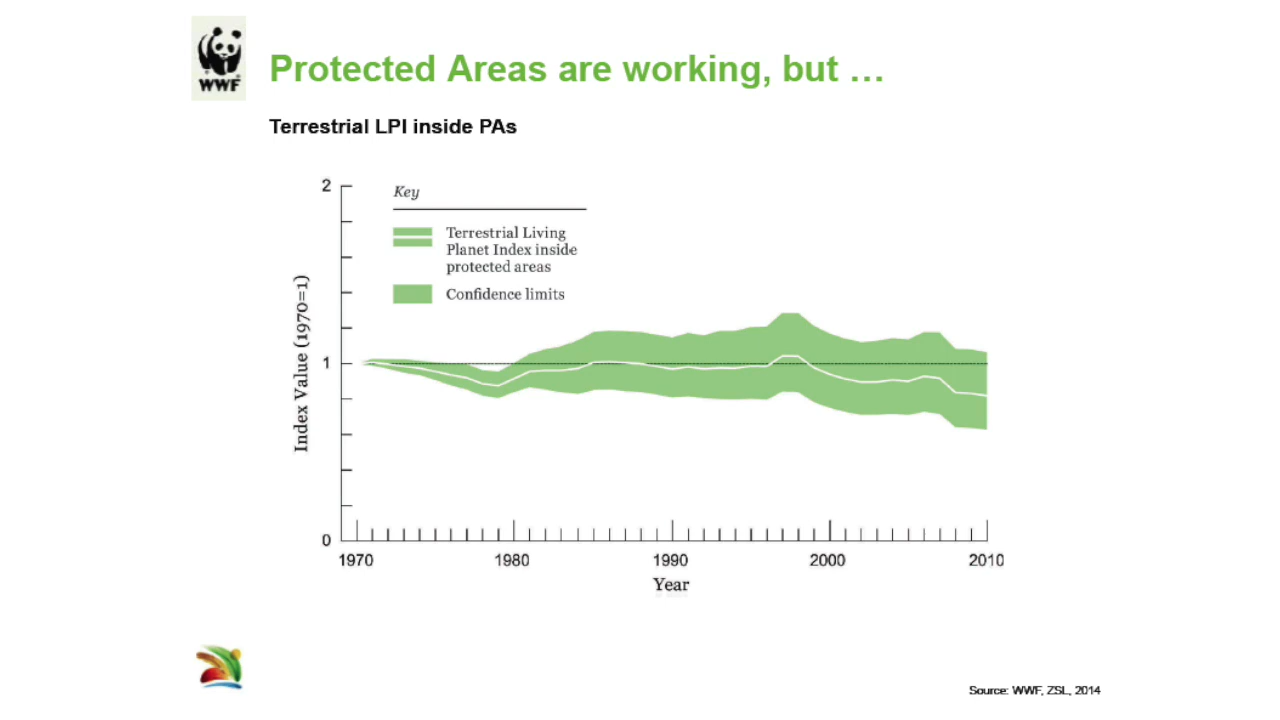 WWF
Protected Areas are working, but …
Terrestrial LPI inside PAs
2
Key
Terrestrial Living
Planet Index inside
protected areas
Confidence limits
Index Value (1970=1)
1
0
1970 1980 1990 2000 2010
Year
Source: WWF, ZSL, 2014